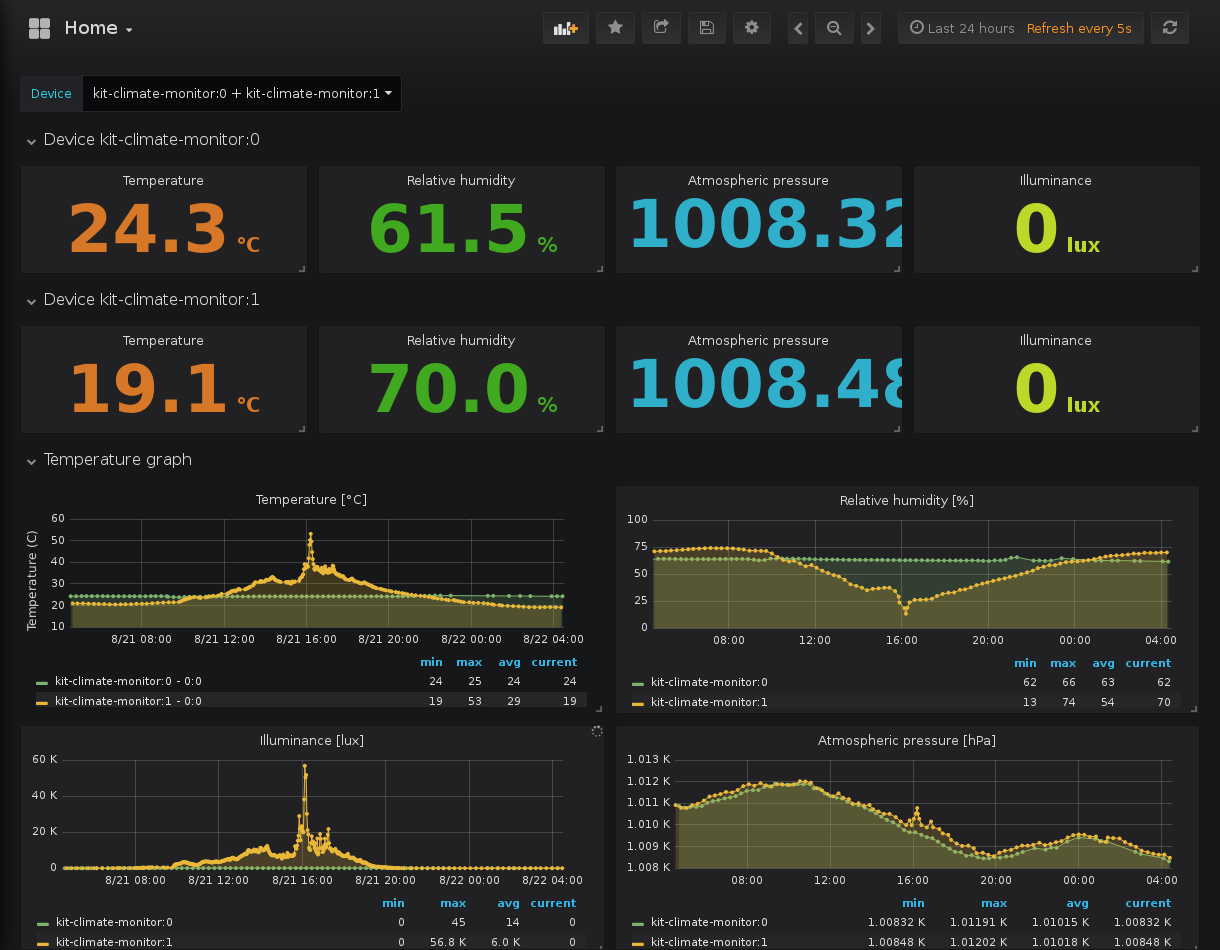 Home
Last 24 hours Refresh every 5s
Device kit-climate-monitor:0 + kit-climate-monitor:1
Device kit-climate-monitor:0
Temperature Relative humidity Atmospheric pressure Illuminance
24.3 °C 61.5 % 1008.32 0 lux
Device kit-climate-monitor:1
Temperature Relative humidity Atmospheric pressure Illuminance
19.1 °C 70.0 % 1008.48 0 lux
Temperature graph
Temperature [°C]
Temperature (C)
60
50
40
30
20
10
8/21 08:00 8/21 12:00 8/21 16:00 8/21 20:00 8/22 00:00 8/22 04:00
min max avg current
kit-climate-monitor:0 - 0:0 24 25 24 24
kit-climate-monitor:1 - 0:0 19 53 29 19
Relative humidity [%]
100
75
50
25
0
08:00 12:00 16:00 20:00 00:00 04:00
min max avg current
kit-climate-monitor:0 62 66 63 62
kit-climate-monitor:1 13 74 54 70
Illuminance [lux]
60 K
40 K
20 K
0
8/21 08:00 8/21 12:00 8/21 16:00 8/21 20:00 8/22 00:00 8/22 04:00
min max avg current
kit-climate-monitor:0 0 45 14 0
kit-climate-monitor:1 0 56.8 K 6.0 K 0
Atmospheric pressure [hPa]
1.013 K
1.012 K
1.011 K
1.010 K
1.009 K
1.008 K
08:00 12:00 16:00 20:00 00:00 04:00
min max avg current
kit-climate-monitor:0 1.00832 K 1.01191 K 1.01015 K 1.00832 K
kit-climate-monitor:1 1.00848 K 1.01202 K 1.01018 K 1.00848 K